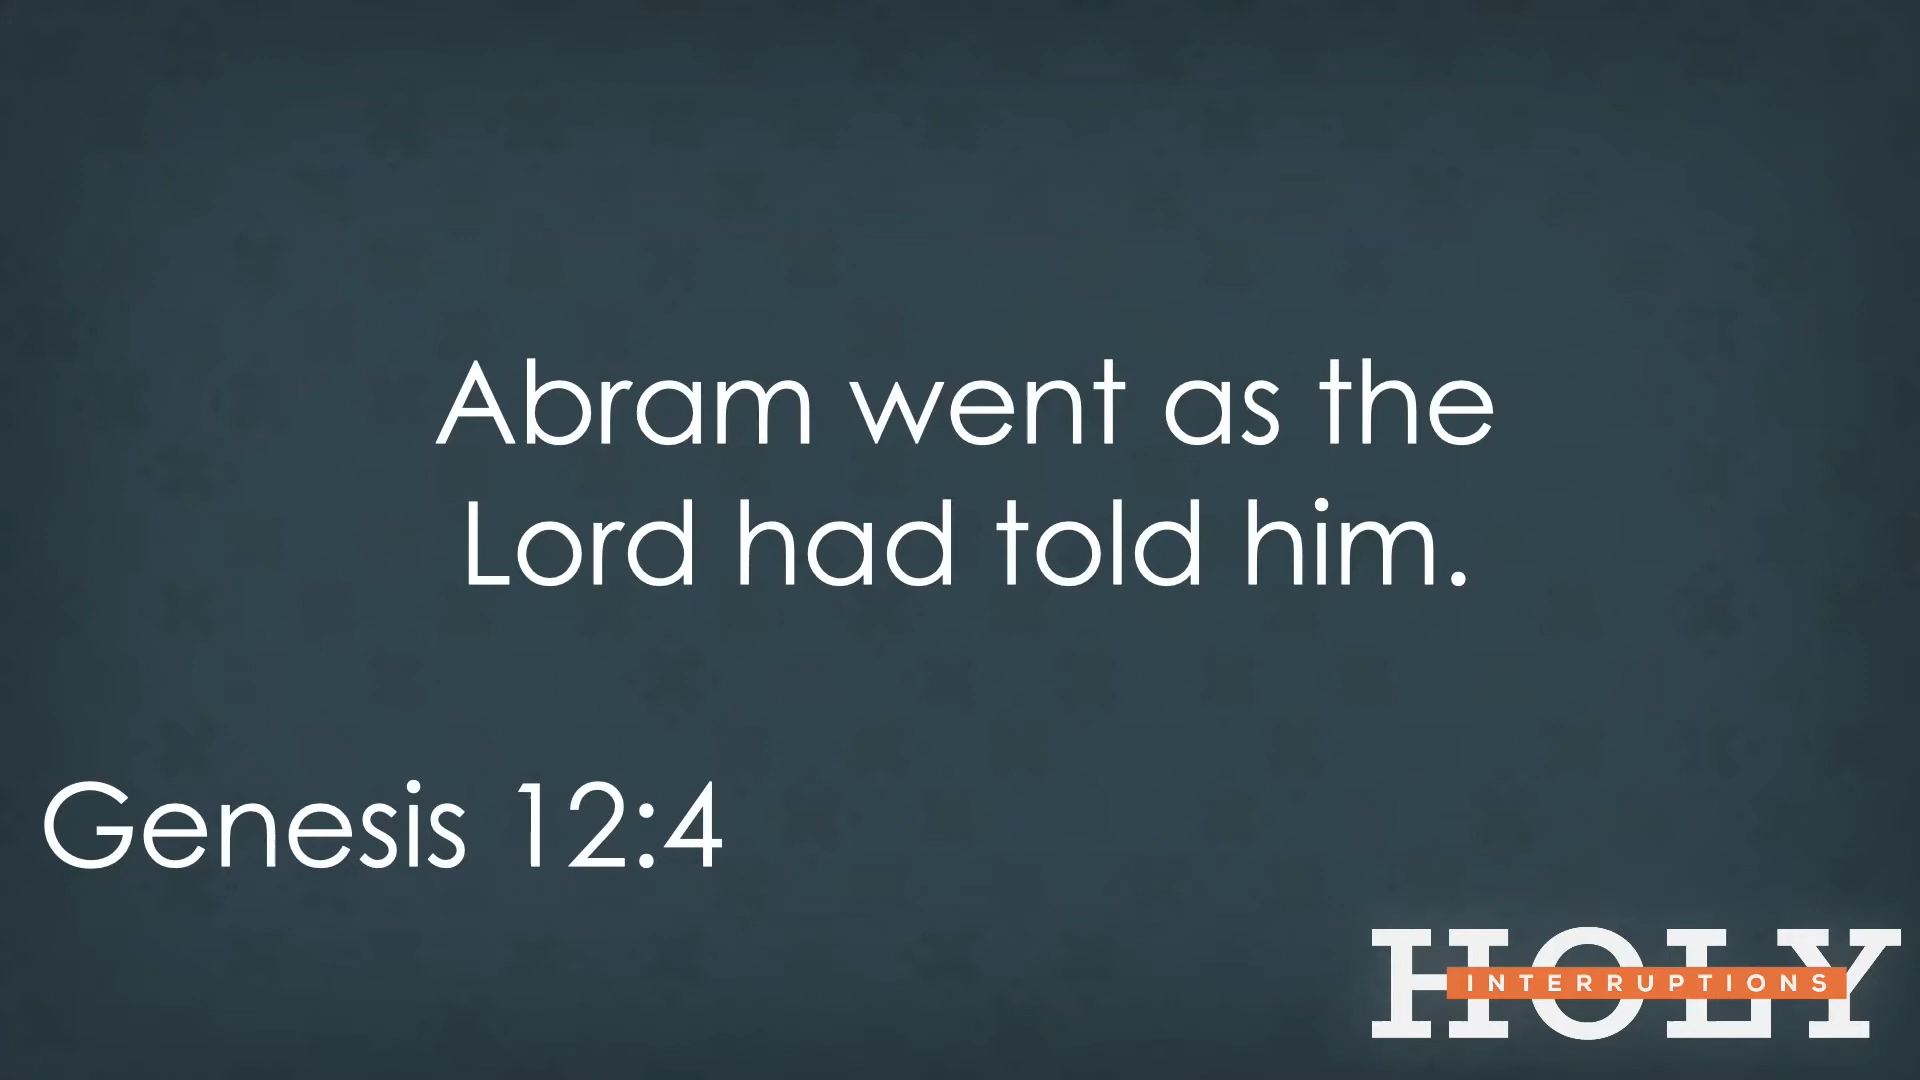 Abram went as the
Lord had told him.
Genesis 12:4
HOLY
INTERRUPTIONS